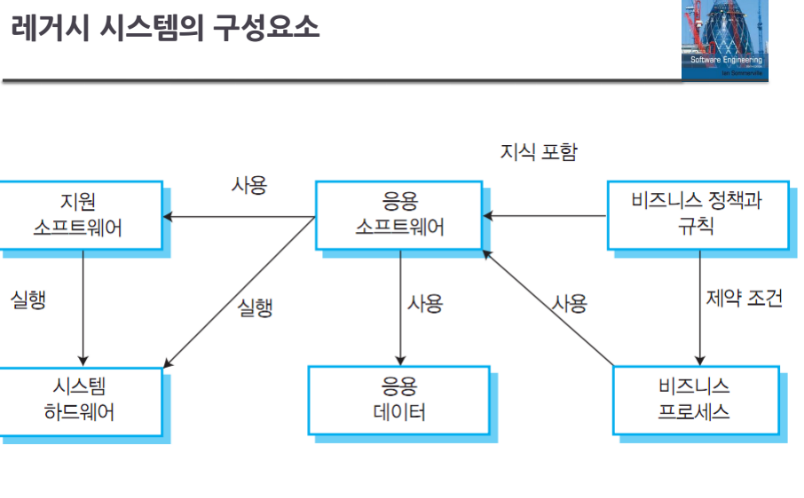 레거시 시스템의 구성요소
Software Engineering
Ian Sommerville
지식 포함
사용
지원
소프트웨어
응용
소프트웨어
비즈니스 정책과
규칙
실행
실행
사용
사용
제약 조건
시스템
하드웨어
응용
데이터
비즈니스
프로세스